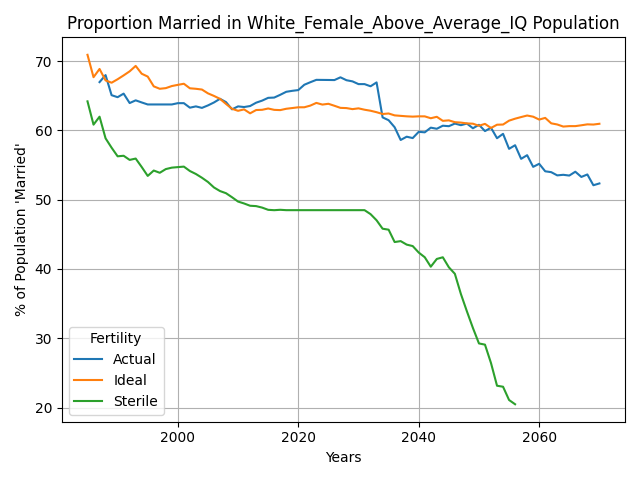 Proportion Married in White_Female_Above_Average_IQ Population
% of Population 'Married'
70
60
50
40
30
20
Fertility
Actual
Ideal
Sterile
2000
2020
2040
2060
Years